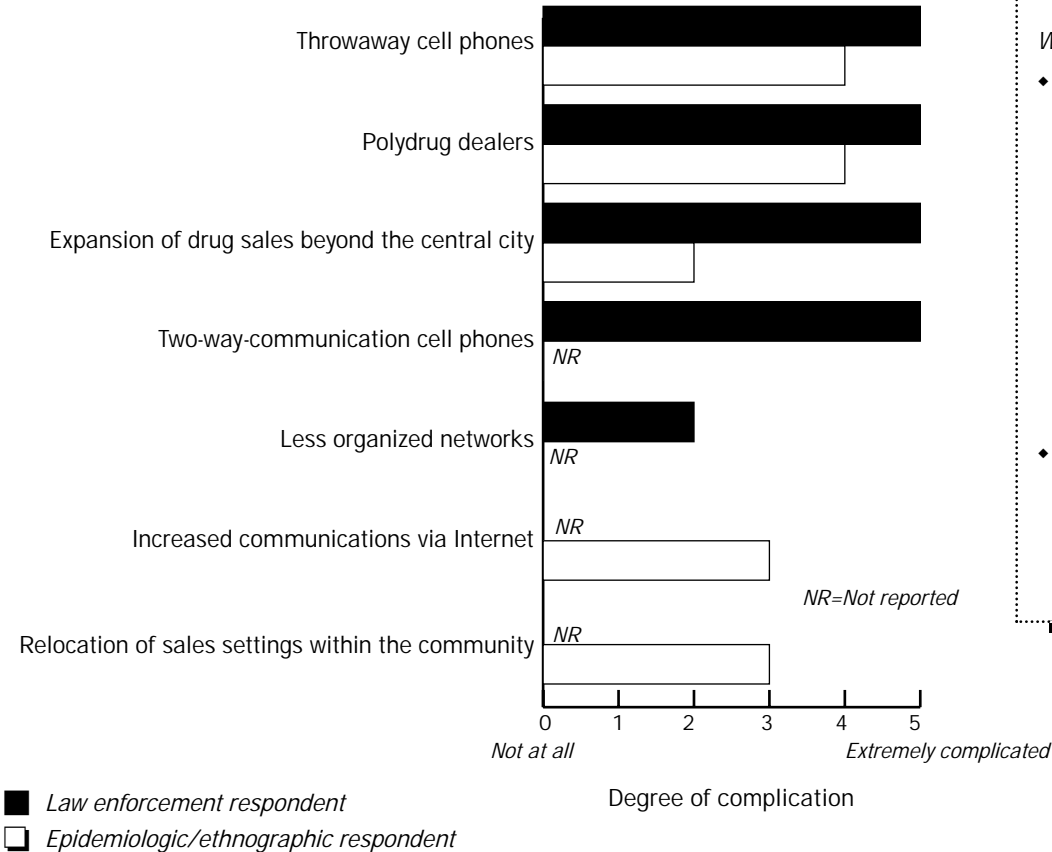 Throwaway cell phones
Polydrug dealers
Expansion of drug sales beyond the central city
Two-way-communication cell phones
NR
Less organized networks
NR
NR
Increased communications via Internet
NR=Not reported
NR
Relocation of sales settings within the community
0 1 2 3 4 5
Not at all Extremely complicated
Degree of complication
Law enforcement respondent
Epidemiologic/ethnographic respondent